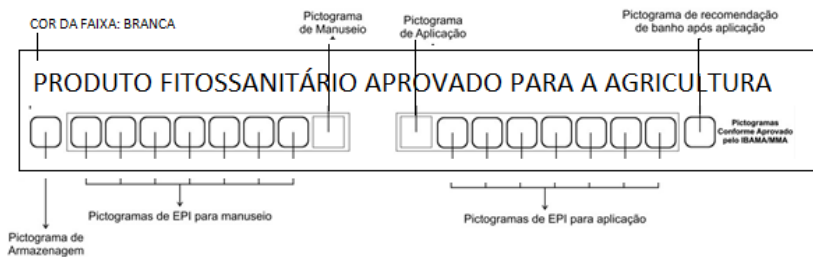 COR DA FAIXA: BRANCA
Pictograma
de Manuseio
Pictograma
de Aplicação
Pictograma de recomendação
de banho após aplicação
PRODUTO FITOSSANITÁRIO APROVADO PARA A AGRICULTURA
Pictogramas
Conforme Aprovado
pelo IBAMA/MMA
Pictogramas de EPI para manuseio
Pictogramas de EPI para aplicação
Pictograma de
Armazenagem